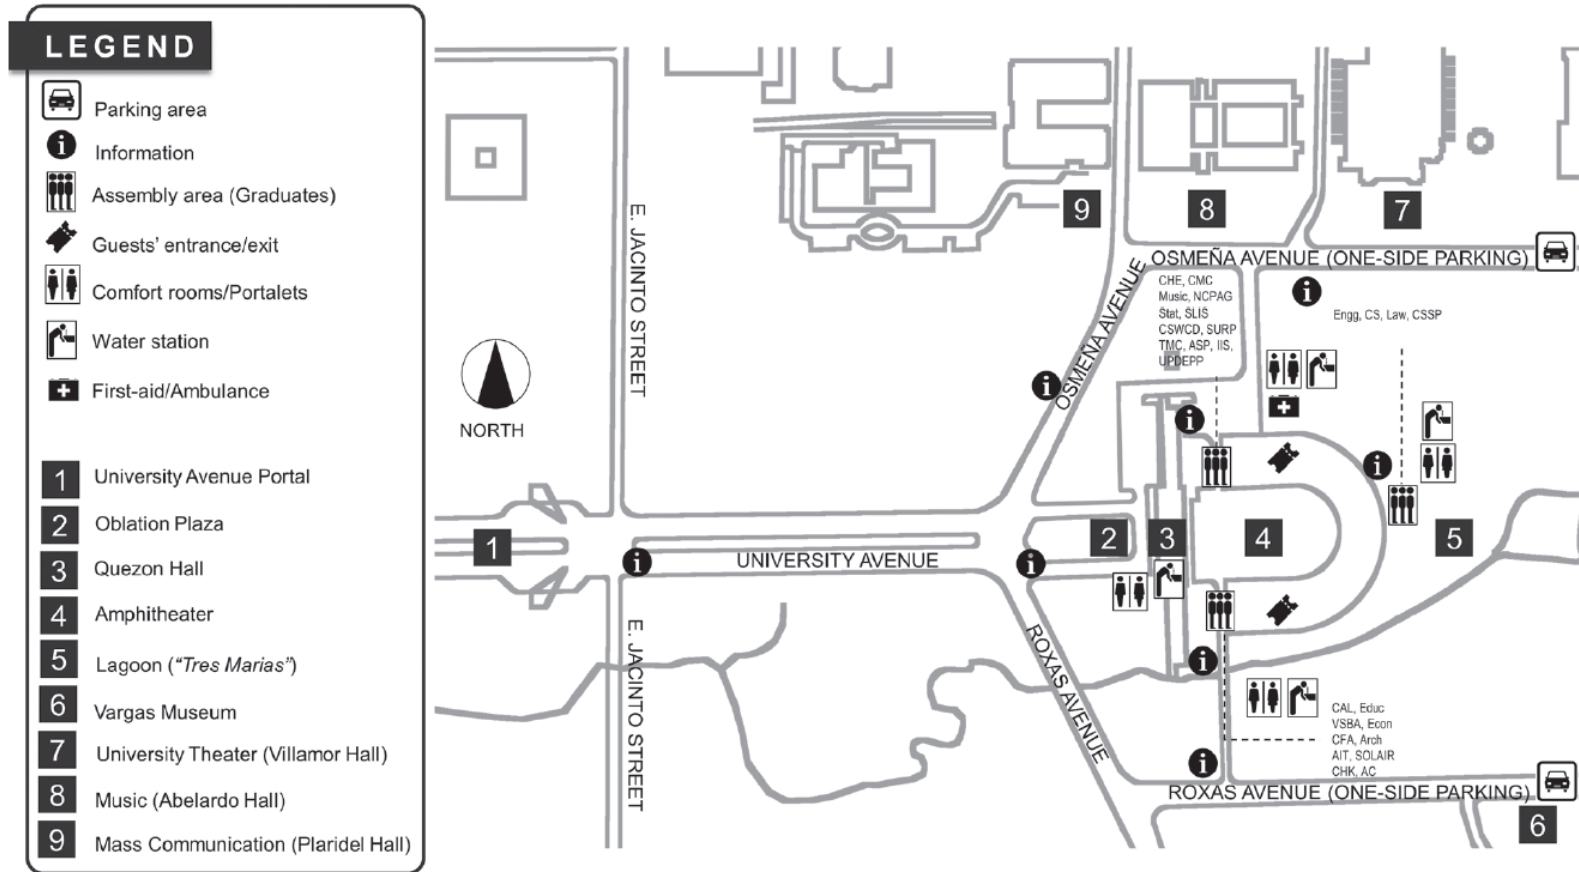 LEGEND
Parking area
i Information
Assembly area (Graduates)
Guests' entrance/exit
Comfort rooms/Portalets
Water station
First-aid/Ambulance
1 University Avenue Portal
2 Oblation Plaza
3 Quezon Hall
4 Amphitheater
5 Lagoon (“Tres Marias”)
6 Vargas Museum
7 University Theater (Villamor Hall)
8 Music (Abelardo Hall)
9 Mass Communication (Plaridel Hall)
NORTH
E. JACINTO STREET
E. JACINTO STREET
9
8
7
OSMEÑA AVENUE (ONE-SIDE PARKING)
OSMEÑA AVENUE
CHE, CMC
Music, NCPAG
Stat, SLIS
CSWCD, SURP
TMC, ASP, IIS,
UPDEPP
i
Engg, CS, Law, CSSP
i
i
i
1
i
UNIVERSITY AVENUE
i
2
3
4
5
ROXAS AVENUE
i
CAL, Educ
VSBA, Econ
CFA, Arch
AIT, SOLAIR
CHK, AC
i
ROXAS AVENUE (ONE-SIDE PARKING)
6